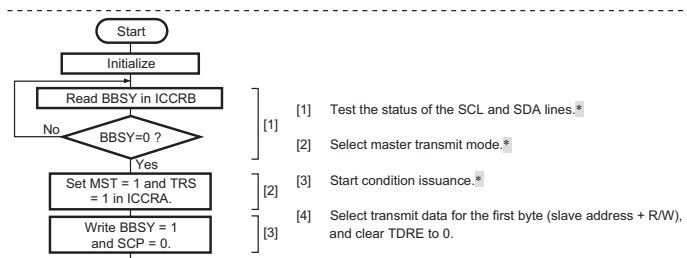 Start
Initialize
Read BBSY in ICCRB
No
BBSY=0 ?
[1]
Yes
Set MST = 1 and TRS
= 1 in ICCRA.
[2]
Write BBSY = 1
and SCP = 0.
[3]
[1] Test the status of the SCL and SDA lines.*
[2] Select master transmit mode.*
[3] Start condition issuance.*
[4] Select transmit data for the first byte (slave address + R/W),
and clear TDRE to 0.